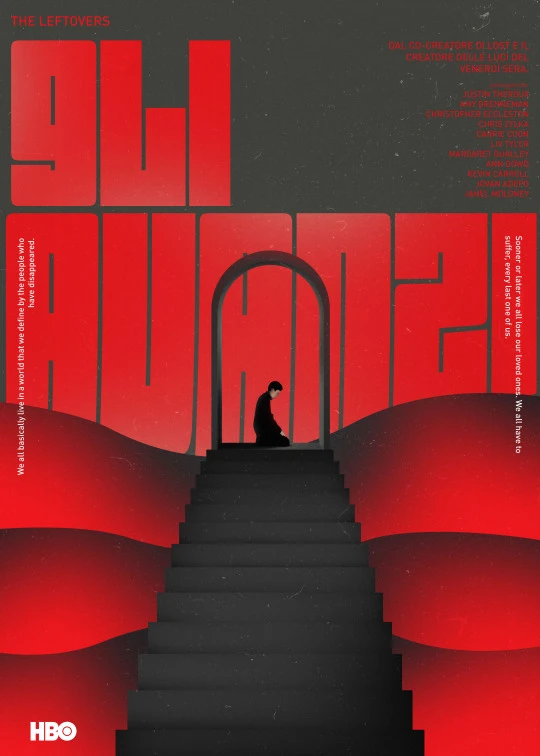 THE LEFTOVERS
gli
avanzi
DAL CO-CREATORE DI LOST E IL
CREATORE DELLE LUCI DEL
VENERDI SERA.
JUSTIN THEROUX
AMY BRENNEMAN
CHRISTOPHER ECCLESTON
CHRIS ZYLKA
CARRIE COON
LIV TYLER
MARGARET QUALLEY
ANN DOWD
KEVIN CARROLL
JOVAN ADEPO
We all basically live in a world that we define by the people who
have disappeared.
Sooner or later we all lose our loved ones. We all have to
suffer, every last one of us.
HBO